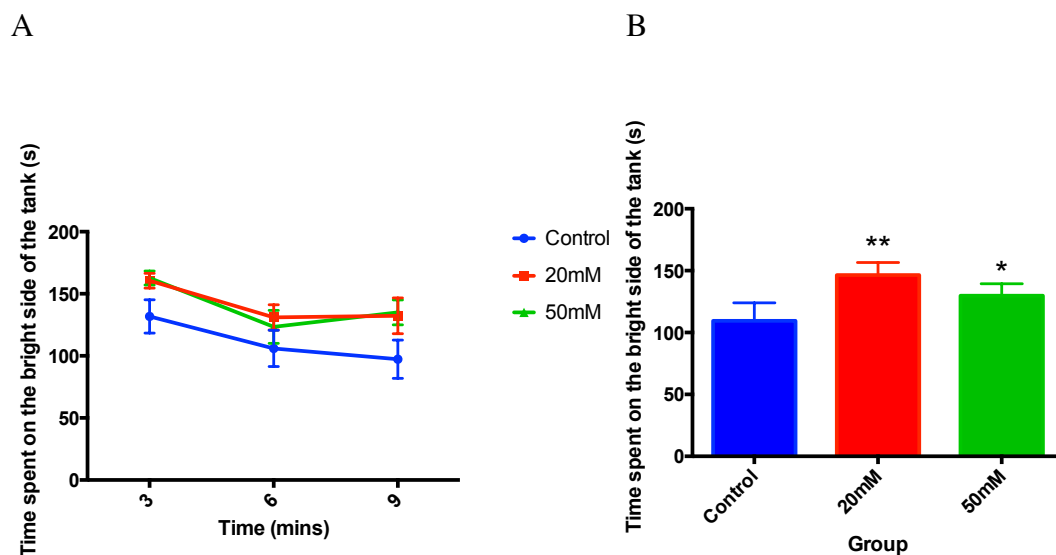 A
B
Time spent on the bright side of the tank (s)
200
150
100
50
0
3
6
9
Time (mins)
Control
20mM
50mM
Time spent on the bright side of the tank (s)
200
150
100
50
0
**
*
Control
20mM
50mM
Group